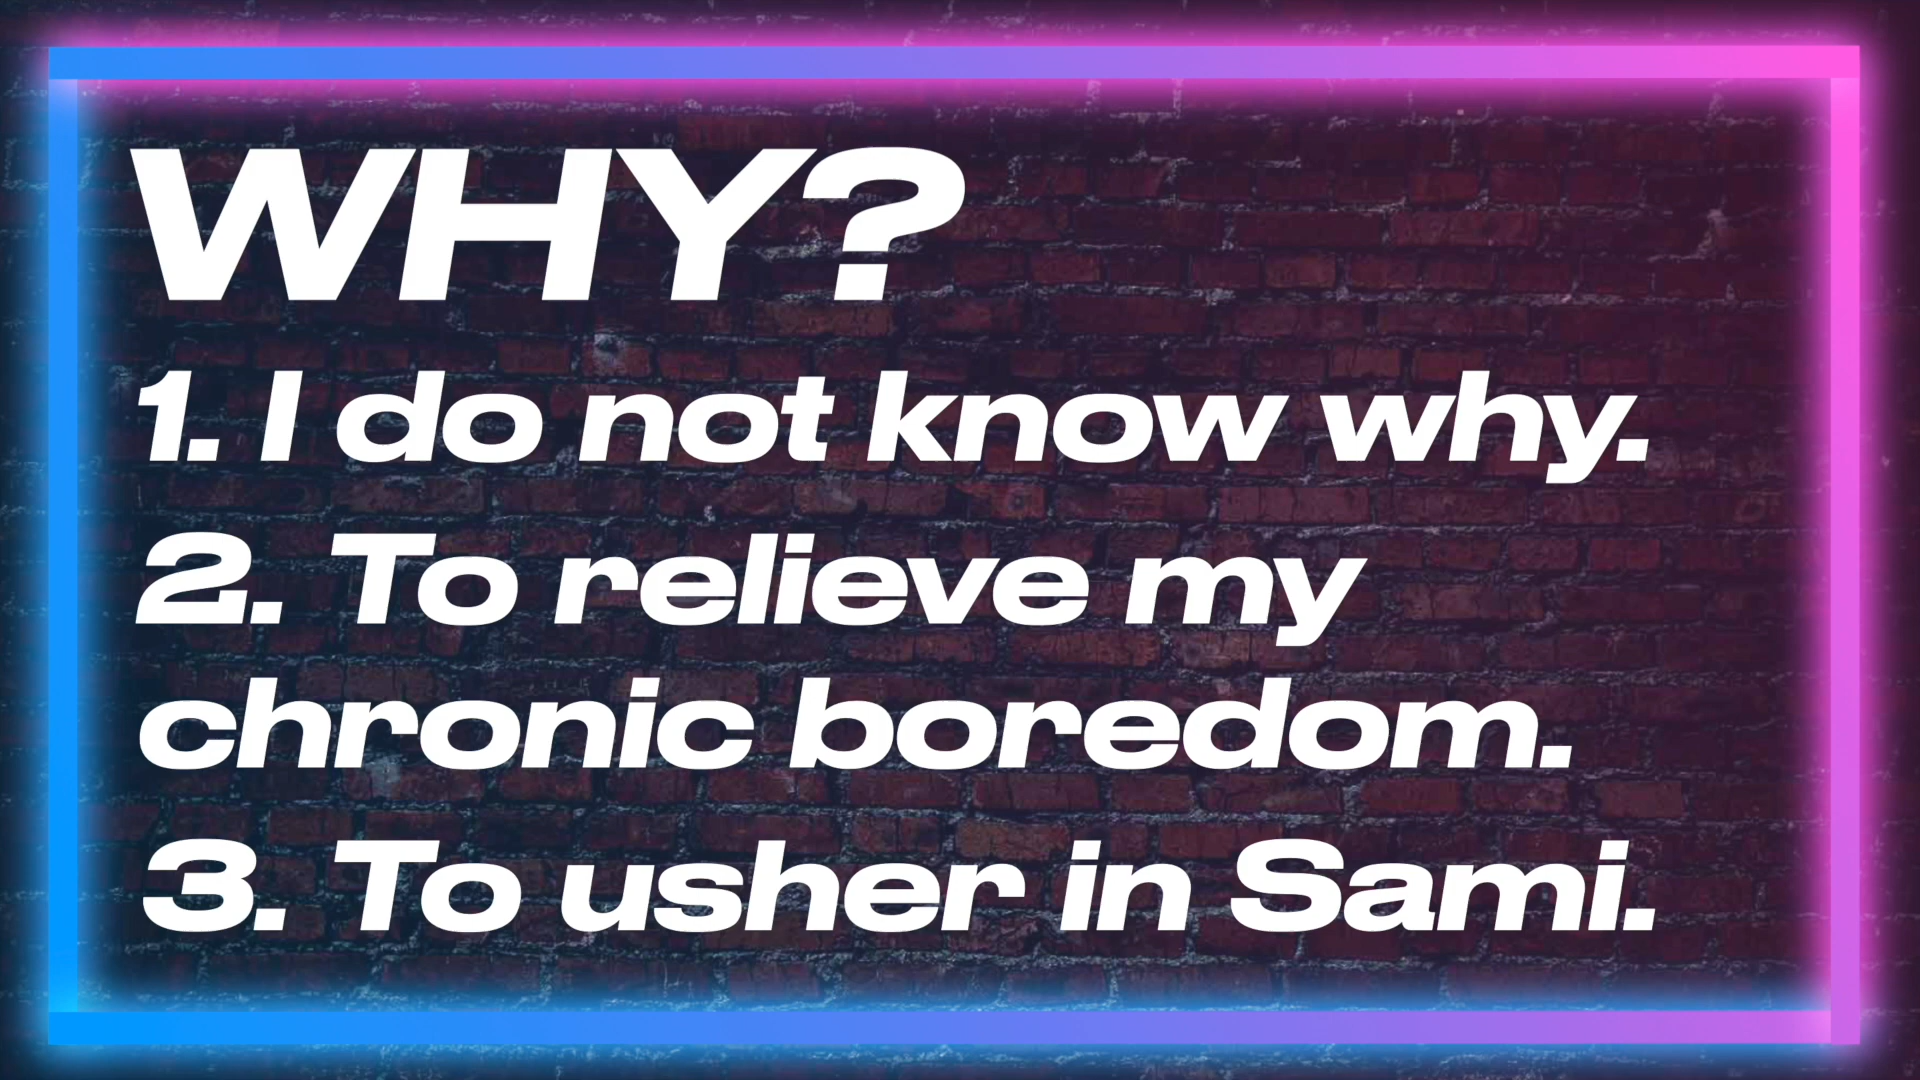 WHY?
1. I do not know why.
2. To relieve my
chronic boredom.
3. To usher in Sami.